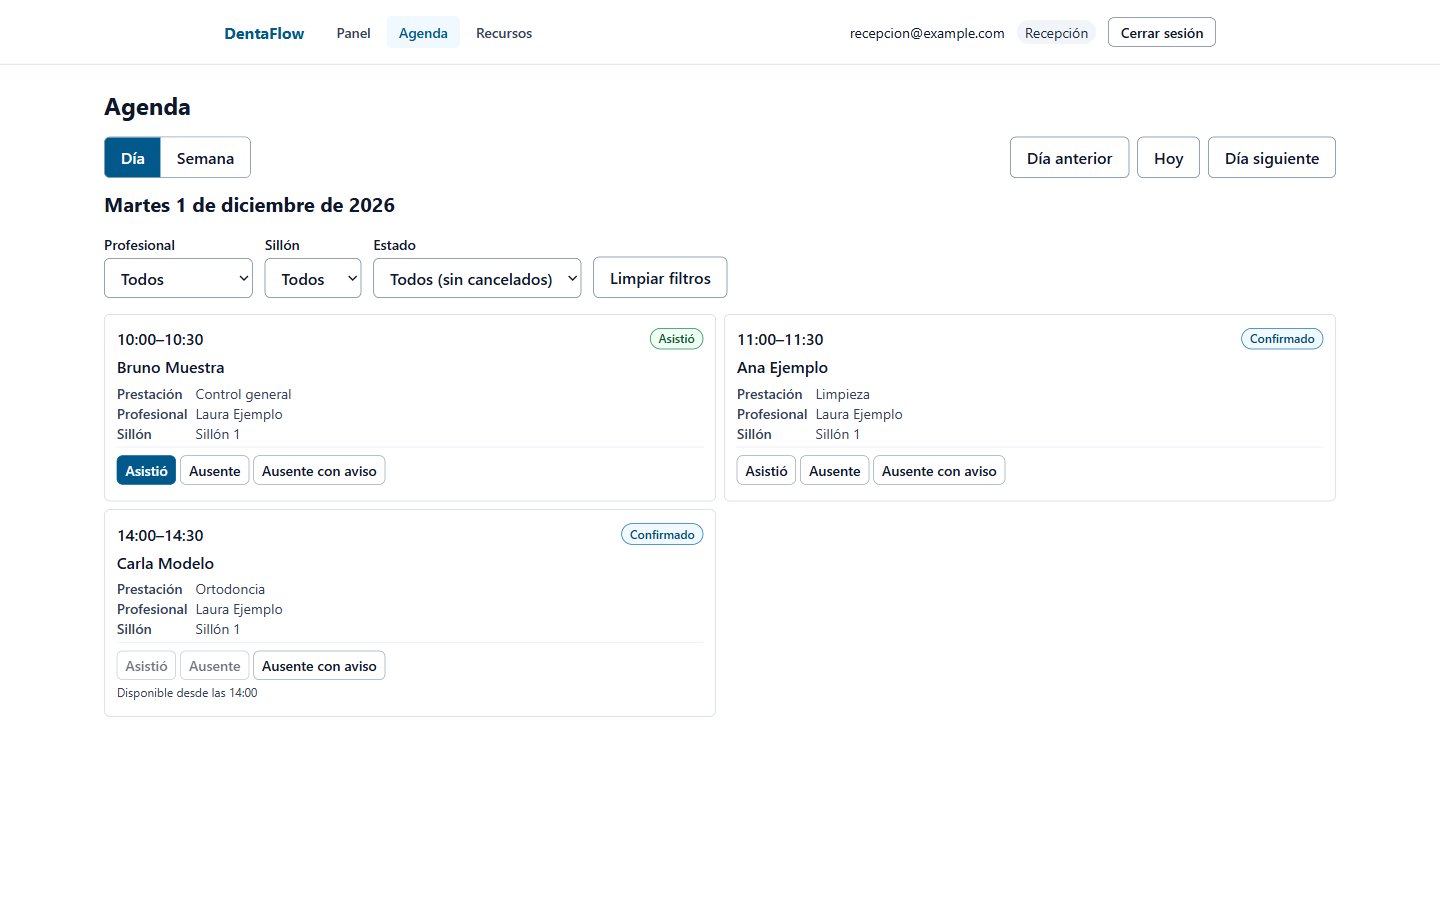 DentaFlow Panel Agenda Recursos recepcion@example.com Recepción Cerrar sesión
Agenda
Día Semana Día anterior Hoy Día siguiente
Martes 1 de diciembre de 2026
Profesional Sillón Estado
Todos Todos Todos (sin cancelados) Limpiar filtros
10:00–10:30 Asistió
Bruno Muestra
Prestación Control general
Profesional Laura Ejemplo
Sillón Sillón 1
Asistió Ausente Ausente con aviso
11:00–11:30 Confirmado
Ana Ejemplo
Prestación Limpieza
Profesional Laura Ejemplo
Sillón Sillón 1
Asistió Ausente Ausente con aviso
14:00–14:30 Confirmado
Carla Modelo
Prestación Ortodoncia
Profesional Laura Ejemplo
Sillón Sillón 1
Asistió Ausente Ausente con aviso
Disponible desde las 14:00